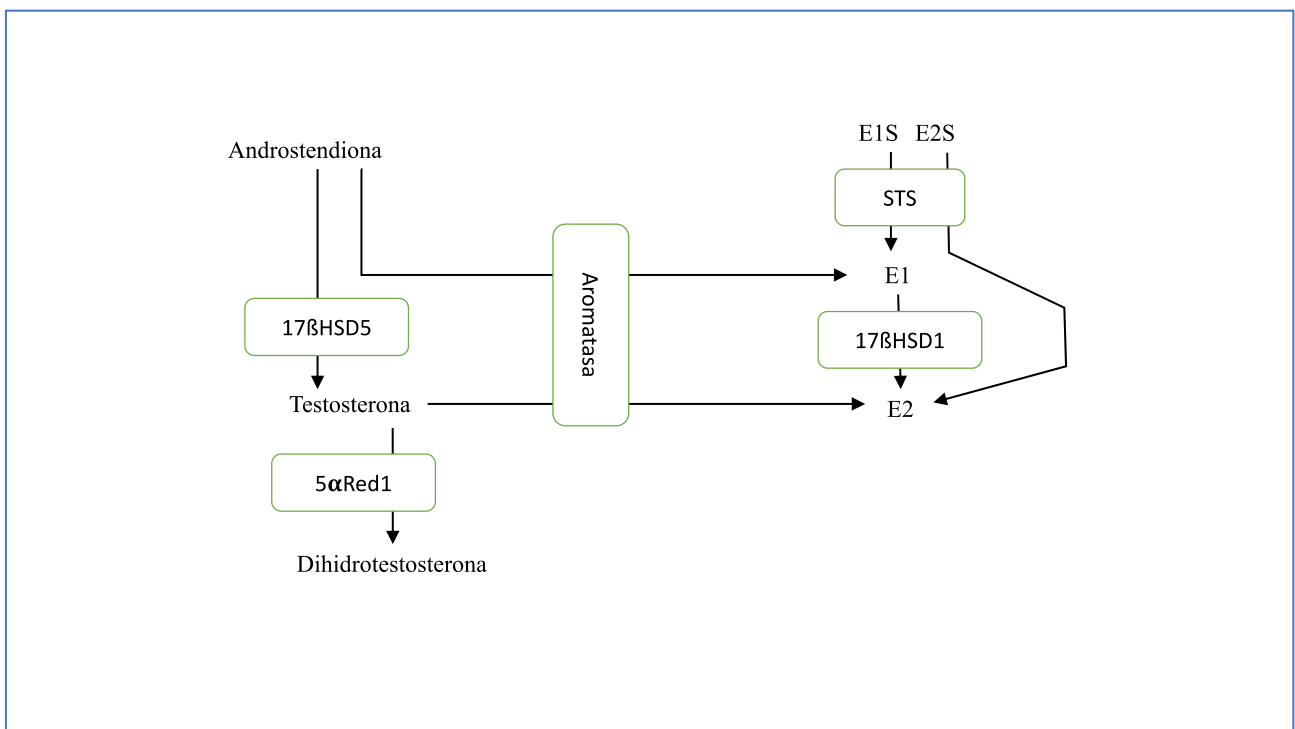 E1S E2S
Androstendiona
STS
Aromatasa
E1
17ßHSD5
17ßHSD1
Testosterona
E2
5αRed1
Dihidrotestosterona